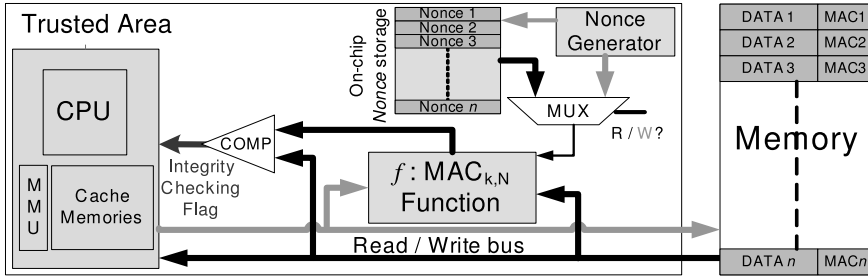 Trusted Area
CPU
MMU
Cache
Memories
COMP
Integrity
Checking
Flag
On-chip
Nonce storage
Nonce 1
Nonce 2
Nonce 3
Nonce n
Nonce
Generator
MUX
R / W?
f : MACk,N
Function
Read / Write bus
DATA 1 MAC1
DATA 2 MAC2
DATA 3 MAC3
Memory
DATA n MACn